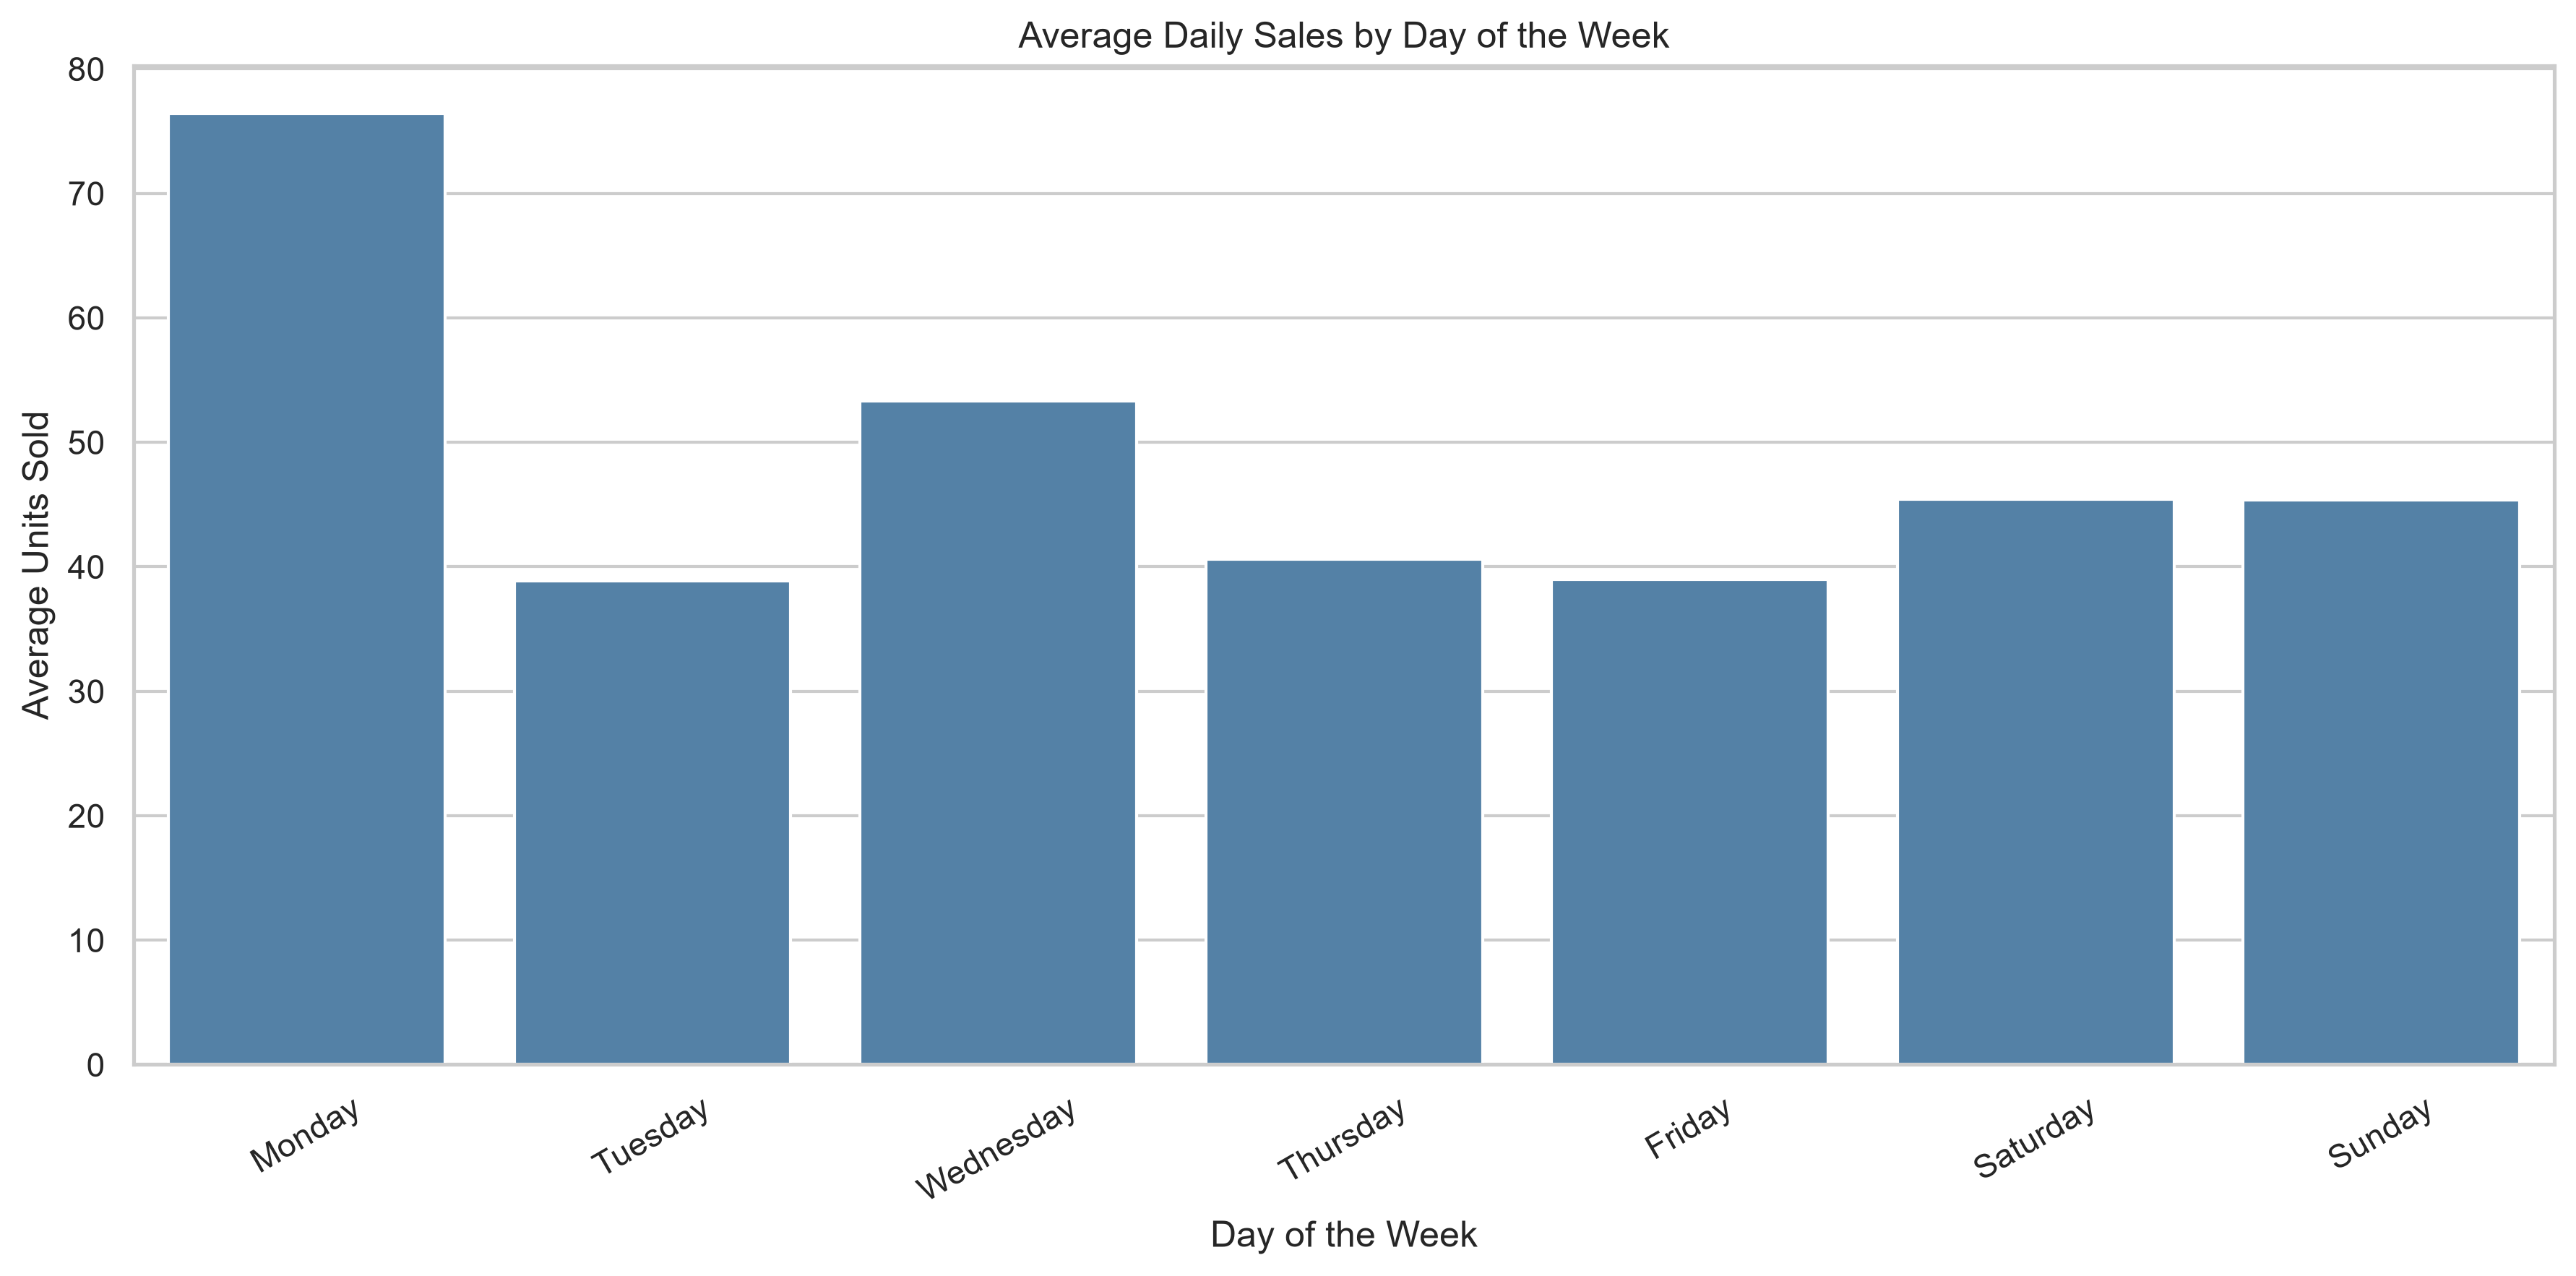 Average Daily Sales by Day of the Week
80
70
60
50
40
30
20
10
0
Average Units Sold
Monday
Tuesday
Wednesday
Thursday
Friday
Saturday
Sunday
Day of the Week